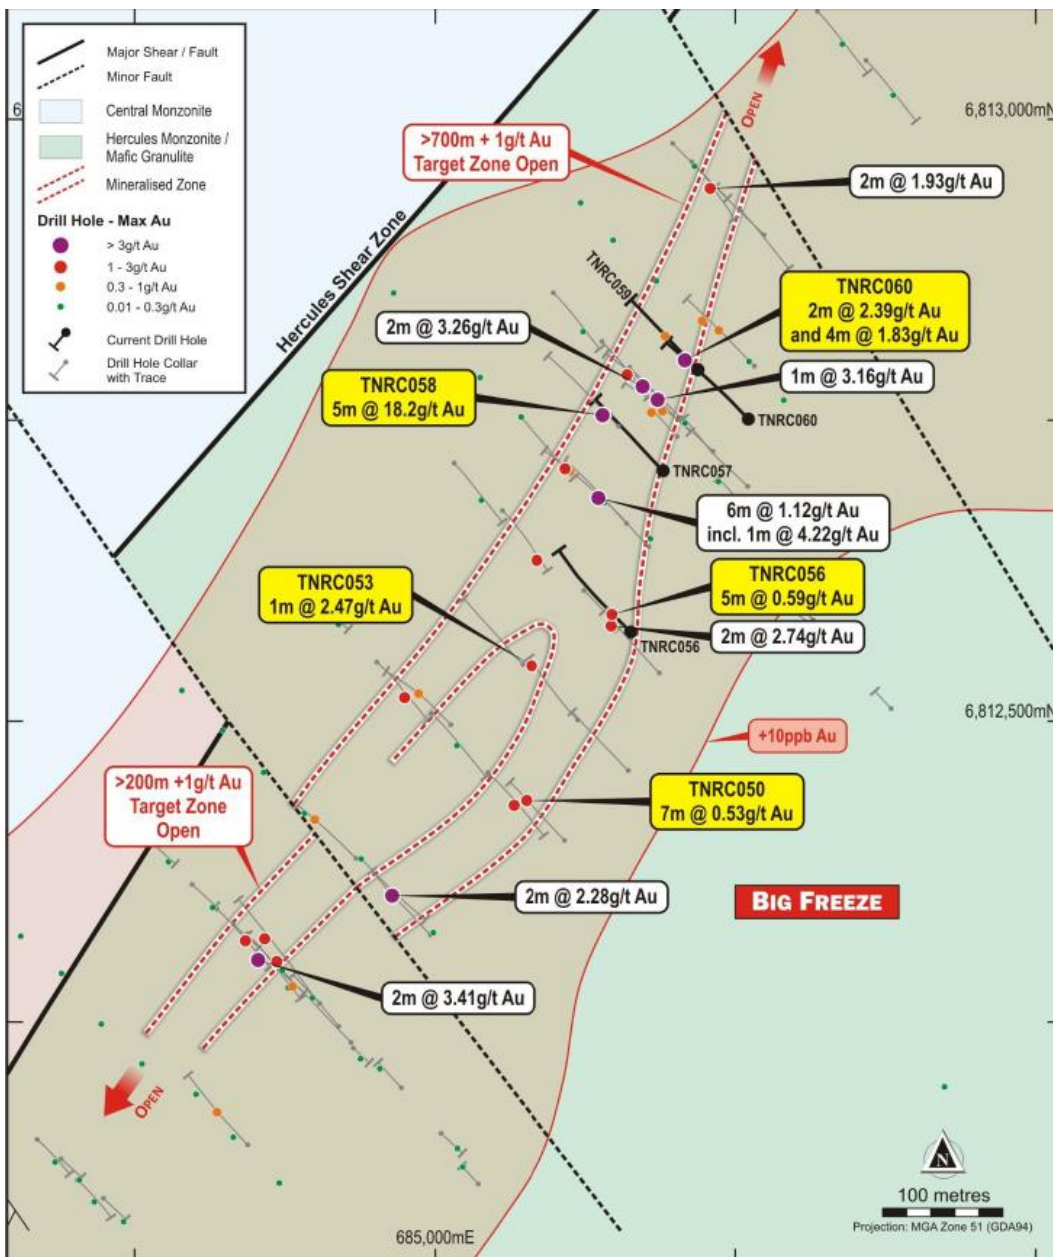 Major Shear / Fault
Minor Fault
Central Monzonite
Hercules Monzonite /
Mafic Granulite
Mineralised Zone
Drill Hole - Max Au
> 3g/t Au
1 - 3g/t Au
0.3 - 1g/t Au
0.01 - 0.3g/t Au
Current Drill Hole
Drill Hole Collar
with Trace
6
6,813,000mN
OPEN
>700m + 1g/t Au
Target Zone Open
2m @ 1.93g/t Au
Hercules Shear Zone
TNRC059
TNRC060
2m @ 2.39g/t Au
and 4m @ 1.83g/t Au
2m @ 3.26g/t Au
TNRC058
5m @ 18.2g/t Au
1m @ 3.16g/t Au
TNRC060
TNRC057
6m @ 1.12g/t Au
incl. 1m @ 4.22g/t Au
TNRC053
1m @ 2.47g/t Au
TNRC056
5m @ 0.59g/t Au
2m @ 2.74g/t Au
TNRC056
6,812,500mN
+10ppb Au
>200m +1g/t Au
Target Zone
Open
TNRC050
7m @ 0.53g/t Au
2m @ 2.28g/t Au
BIG FREEZE
2m @ 3.41g/t Au
OPEN
N
100 metres
Projection: MGA Zone 51 (GDA94)
685,000mE